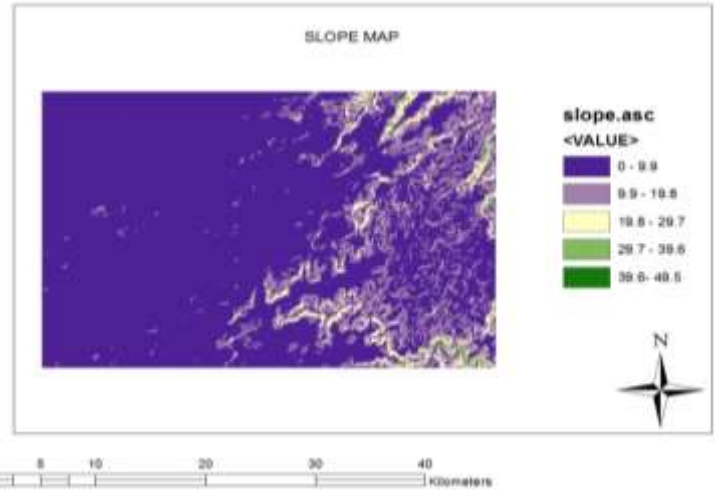 SLOPE MAP
slope.asc
<VALUE>
0 - 9.9
9.9 - 19.8
19.8 - 29.7
29.7 - 39.6
39.6- 49.5
N
5 10 20 30 40
Kilometers